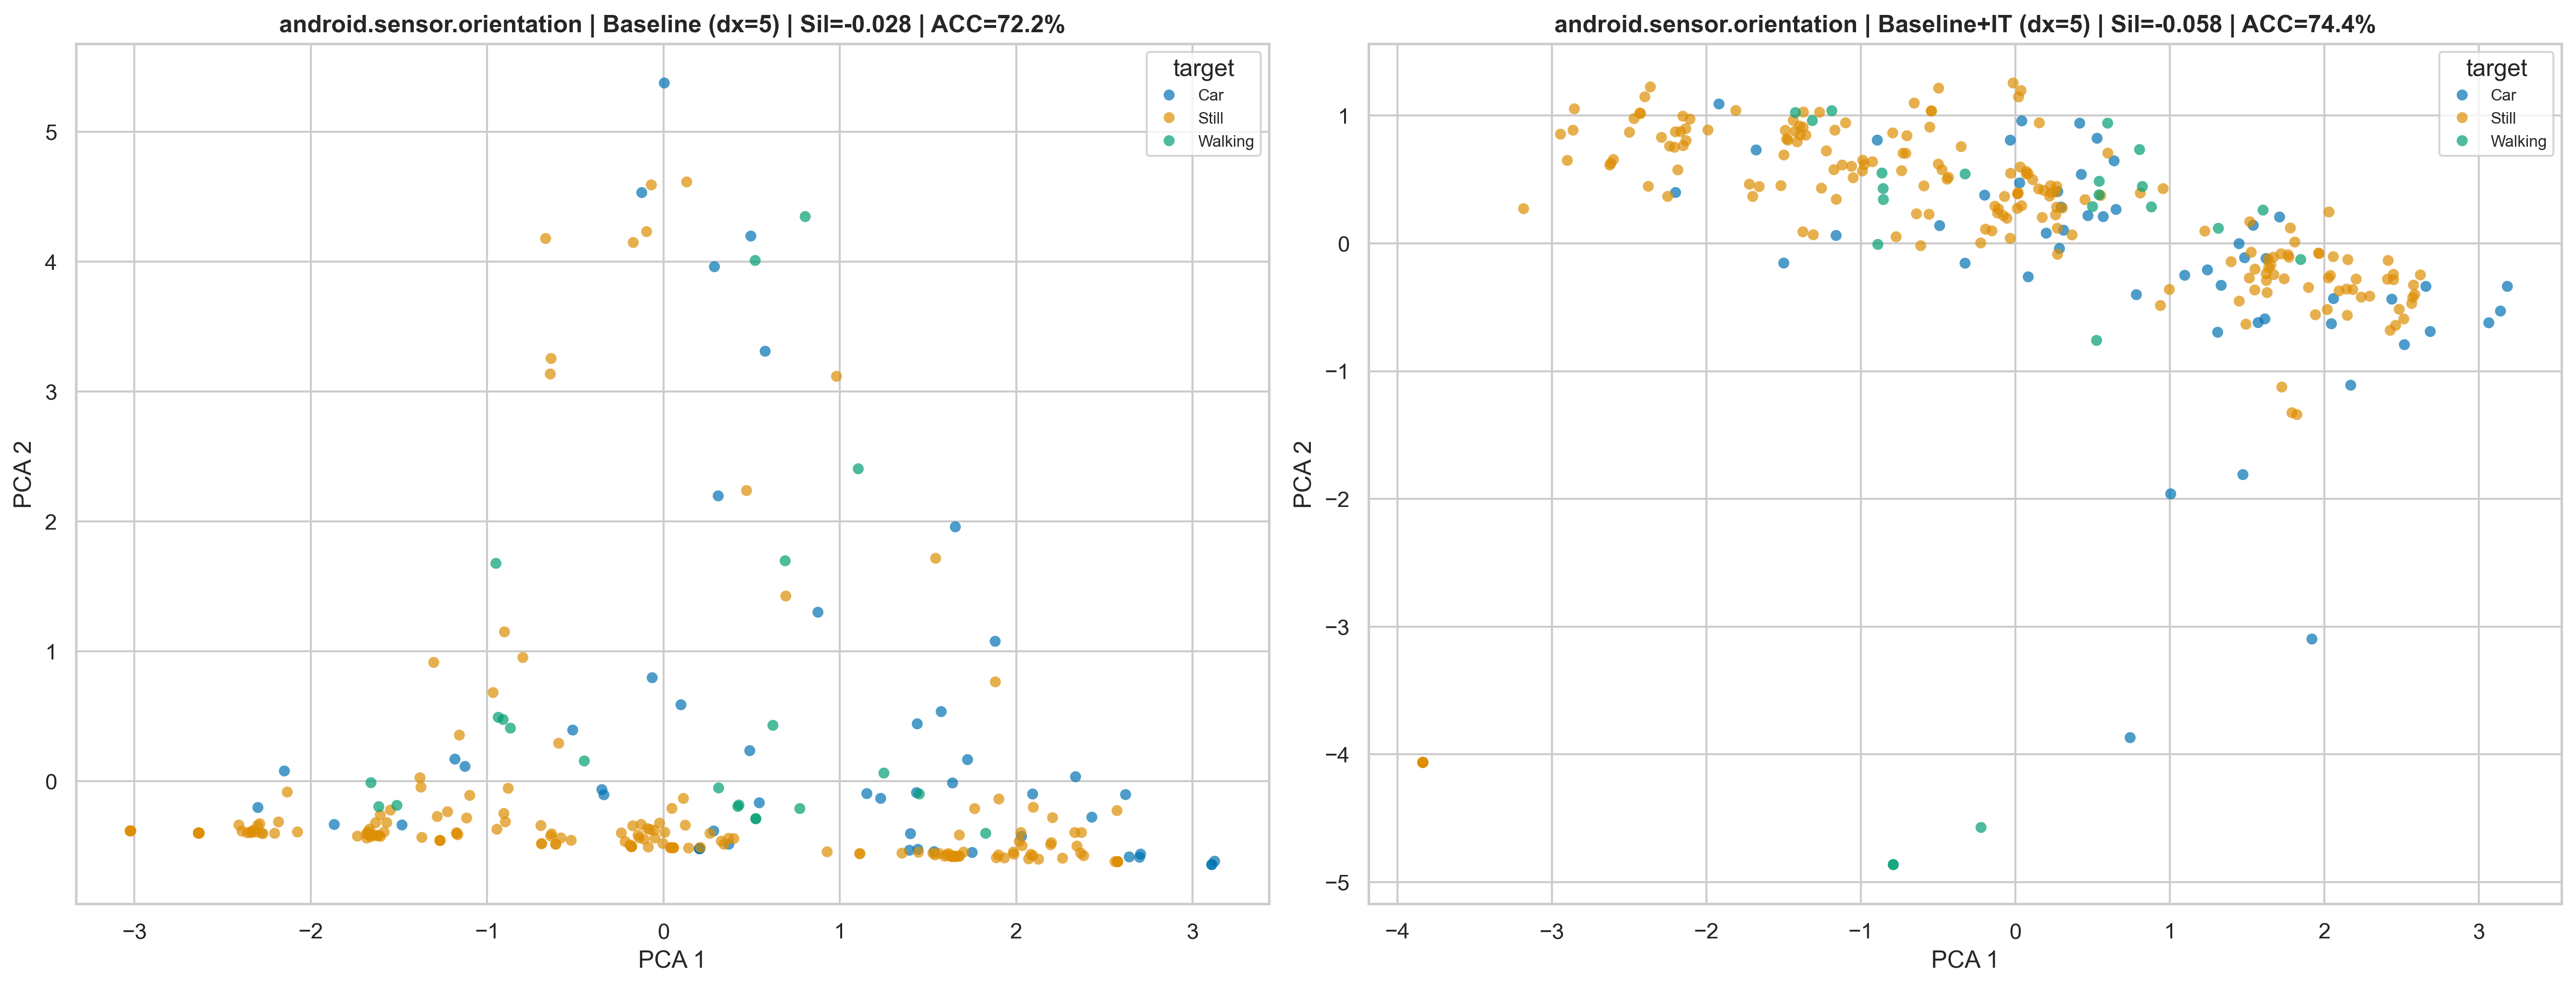 android.sensor.orientation | Baseline (dx=5) | Sil=-0.028 | ACC=72.2%
target
Car
Still
Walking
5
4
3
2
1
0
PCA 2
−3
−2
−1
0
1
2
3
PCA 1
android.sensor.orientation | Baseline+IT (dx=5) | Sil=-0.058 | ACC=74.4%
target
Car
Still
Walking
1
0
−1
−2
−3
−4
−5
PCA 2
−4
−3
−2
−1
0
1
2
3
PCA 1